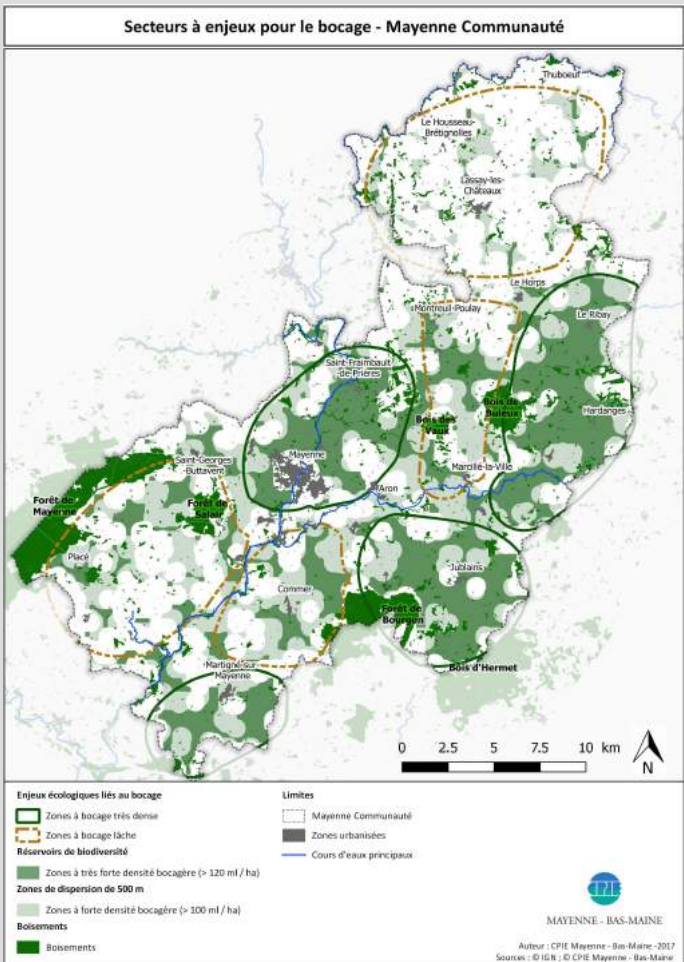 Secteurs à enjeux pour le bocage - Mayenne Communauté
Thuboeuf
Le Housseau-
Brétignolles
Lassay-les-
Châteaux
Le Horps
Montreuil-Poulay
Le Ribay
Saint-Fraimbault
-de-Prières
Bois de
Buleux
Hardanges
Bois des
Vaux
Saint-Georges
-Buttavent
Mayenne
Marcillé-la-Ville
Aron
Forêt de
Mayenne
Forêt de
Salair
Placé
Jublains
Commer
Forêt de
Bourgon
Bois d'Hermet
Martigné-sur-
Mayenne
0 2.5 5 7.5 10 km
N
Enjeux écologiques liés au bocage
Zones à bocage très dense
Zones à bocage lâche
Réservoirs de biodiversité
Zones à très forte densité bocagère (> 120 ml / ha)
Zones de dispersion de 500 m
Zones à forte densité bocagère (> 100 ml / ha)
Boisements
Boisements
Limites
Mayenne Communauté
Zones urbanisées
Cours d'eaux principaux
CPIE
MAYENNE - BAS-MAINE
Auteur : CPIE Mayenne - Bas-Maine -2017
Sources : © IGN ; © CPIE Mayenne - Bas-Maine